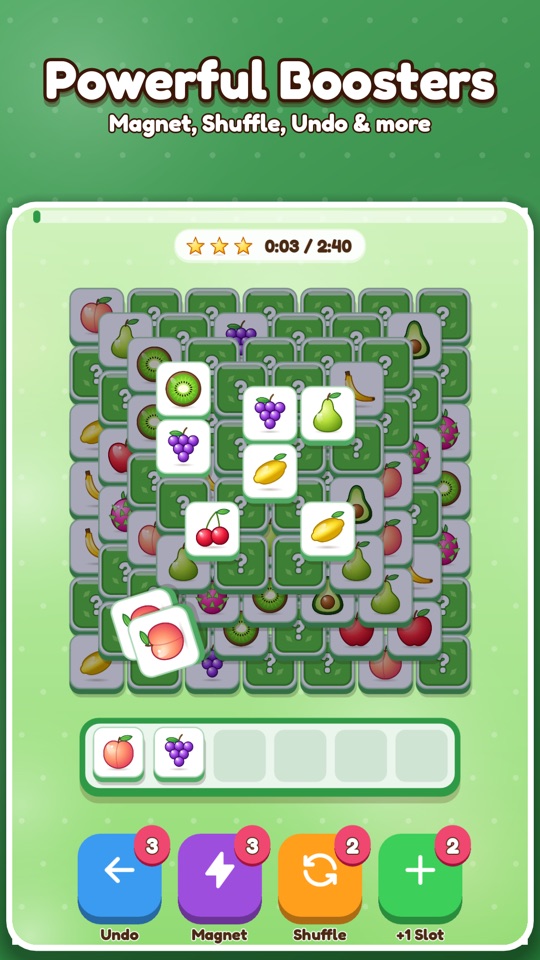 Powerful Boosters
Magnet, Shuffle, Undo & more
0:03 / 2:40
3
3
2
2
Undo
Magnet
Shuffle
+1 Slot